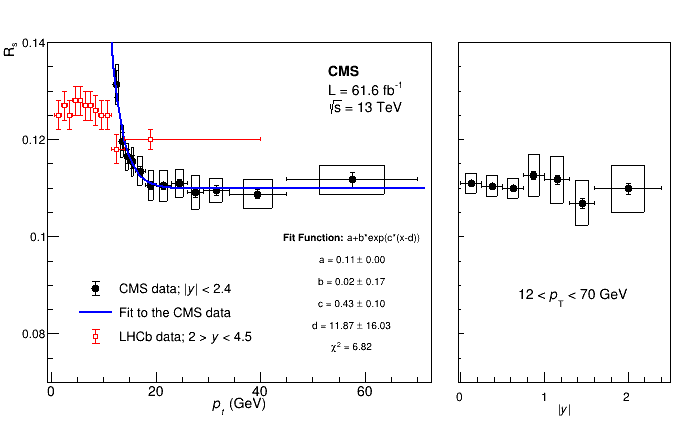 R_s
0.14
0.12
0.1
0.08
CMS
L = 61.6 fb^-1
√s = 13 TeV
Fit Function: a+b*exp(c*(x-d))
a = 0.11 ± 0.00
b = 0.02 ± 0.17
c = 0.43 ± 0.10
d = 11.87 ± 16.03
χ² = 6.82
CMS data; |y| < 2.4
Fit to the CMS data
LHCb data; 2 > y < 4.5
0 20 40 60
p_t (GeV)
12 < p_T < 70 GeV
0 1 2
|y|